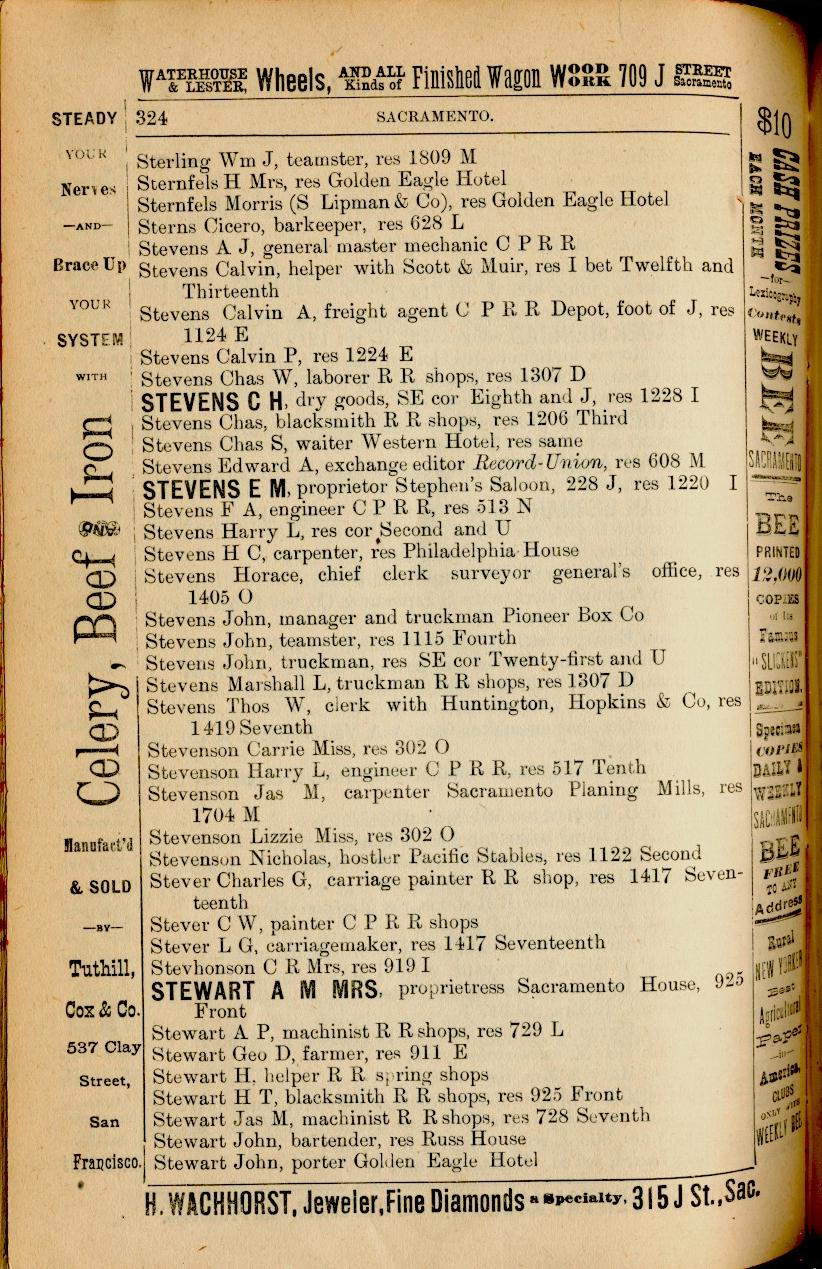 WATERHOUSE & LESTER, Wheels, AND ALL Kinds of Finished Wagon WOOD WORK 709 J STREET Sacramento
324 SACRAMENTO.
Sterling Wm J, teamster, res 1809 M
Sternfels H Mrs, res Golden Eagle Hotel
Sternfels Morris (S Lipman & Co), res Golden Eagle Hotel
Sterns Cicero, barkeeper, res 628 L
Stevens A J, general master mechanic C P R R
Stevens Calvin, helper with Scott & Muir, res I bet Twelfth and
Thirteenth
Stevens Calvin A, freight agent C P R R Depot, foot of J, res
1124 E
Stevens Calvin P, res 1224 E
Stevens Chas W, laborer R R shops, res 1307 D
STEVENS C H, dry goods, SE cor Eighth and J, res 1228 I
Stevens Chas, blacksmith R R shops, res 1206 Third
Stevens Chas S, waiter Western Hotel, res same
Stevens Edward A, exchange editor Record-Union, res 608 M
STEVENS E M, proprietor Stephen's Saloon, 228 J, res 1220 I
Stevens F A, engineer C P R R, res 513 N
Stevens Harry L, res cor Second and U
Stevens H C, carpenter, res Philadelphia House
Stevens Horace, chief clerk surveyor general's office, res
1405 O
Stevens John, manager and truckman Pioneer Box Co
Stevens John, teamster, res 1115 Fourth
Stevens John, truckman, res SE cor Twenty-first and U
Stevens Marshall L, truckman R R shops, res 1307 D
Stevens Thos W, clerk with Huntington, Hopkins & Co, res
1419 Seventh
Stevenson Carrie Miss, res 302 O
Stevenson Harry L, engineer C P R R, res 517 Tenth
Stevenson Jas M, carpenter Sacramento Planing Mills, res
1704 M
Stevenson Lizzie Miss, res 302 O
Stevenson Nicholas, hostler Pacific Stables, res 1122 Second
Stever Charles G, carriage painter R R shop, res 1417 Seven-
teenth
Stever C W, painter C P R R shops
Stever L G, carriagemaker, res 1417 Seventeenth
Stevhonson C R Mrs, res 919 I
STEWART A M MRS, proprietress Sacramento House, 925
Front
Stewart A P, machinist R R shops, res 729 L
Stewart Geo D, farmer, res 911 E
Stewart H, helper R R spring shops
Stewart H T, blacksmith R R shops, res 925 Front
Stewart Jas M, machinist R R shops, res 728 Seventh
Stewart John, bartender, res Russ House
Stewart John, porter Golden Eagle Hotel
STEADY
YOUR
Nerves
—AND—
Brace Up
YOUR
SYSTEM
WITH
Celery, Beef AND Iron
Manufact'd
& SOLD
—BY—
Tuthill,
Cox & Co.
537 Clay
Street,
San
Francisco.
$10
CASH PRIZES
EACH MONTH
—for—
Lexicography
Contests
WEEKLY
BEE
SACRAMENTO
The
BEE
PRINTED
12,000
COPIES
of Its
Famous
"SLICKENS"
EDITION.
Specimen
COPIES
DAILY &
WEEKLY
SACRAMENTO
BEE
FREE
TO ANY
Address
Rural
NEW YORKER
Best
Agricultural
Paper
—in—
America,
CLUBS
ONLY WITH
WEEKLY BEE
H. WACHHORST, Jeweler, Fine Diamonds a Specialty, 315 J St., Sac.